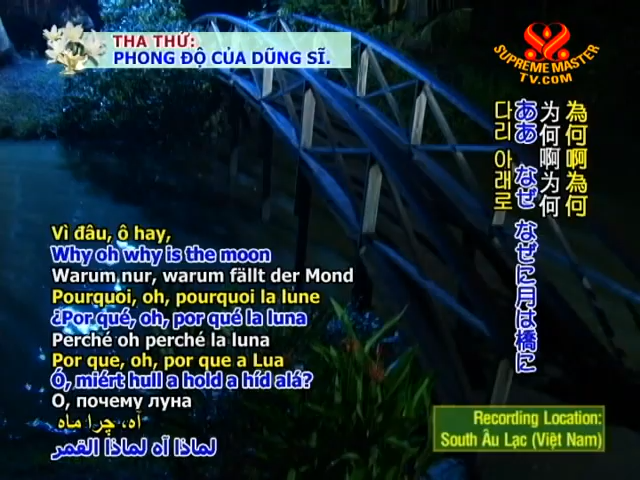 THA THỨ:
PHONG ĐỘ CỦA DŨNG SĨ.
SUPREME MASTER
TV.COM
為何啊為何
为何啊为何
ああ なぜ なぜに月は橋に
다리 아래로
Vì đâu, ô hay,
Why oh why is the moon
Warum nur, warum fällt der Mond
Pourquoi, oh, pourquoi la lune
¿Por qué, oh, por qué la luna
Perché oh perché la luna
Por que, oh, por que a Lua
Ó, miért hull a hold a híd alá?
О, почему луна
آه، چرا ماه
لماذا آه لماذا القمر
Recording Location:
South Âu Lạc (Việt Nam)